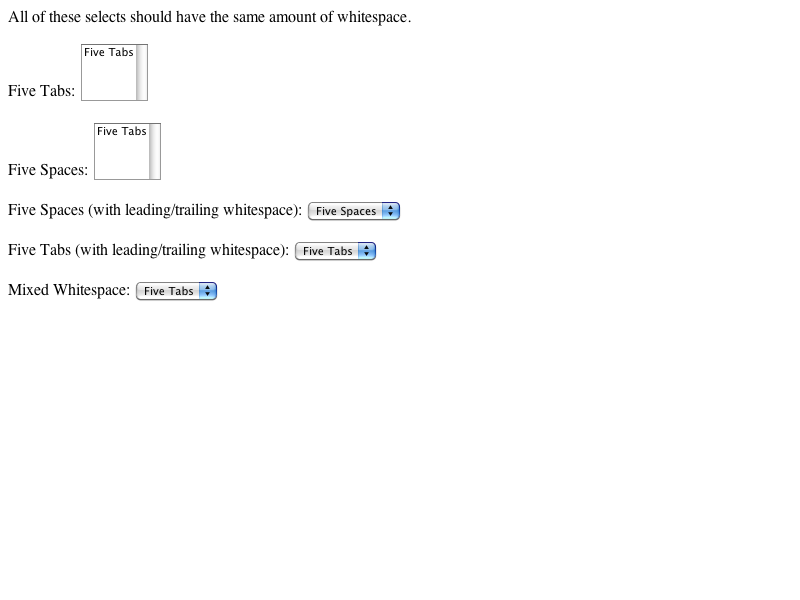 All of these selects should have the same amount of whitespace.
Five Tabs
Five Tabs:
Five Tabs
Five Spaces:
Five Spaces (with leading/trailing whitespace): Five Spaces
Five Tabs (with leading/trailing whitespace): Five Tabs
Mixed Whitespace: Five Tabs